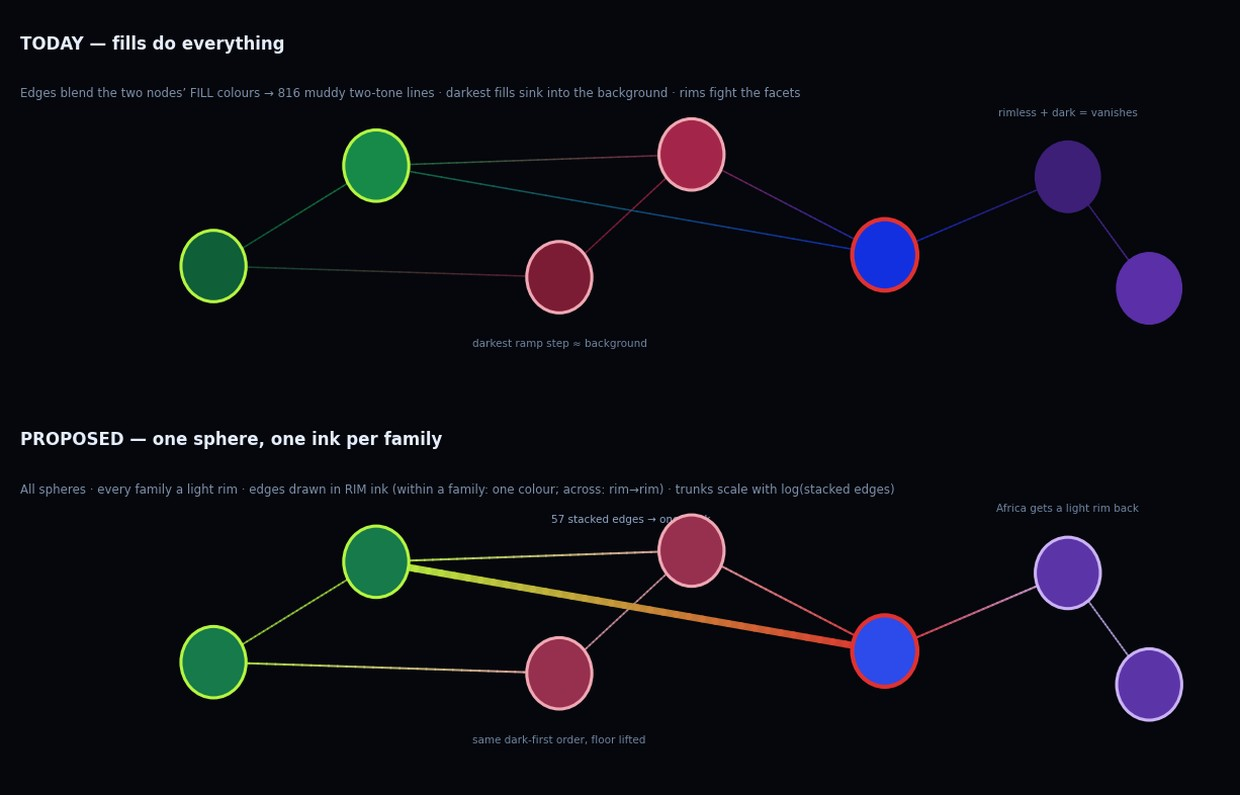 TODAY — fills do everything
Edges blend the two nodes’ FILL colours → 816 muddy two-tone lines · darkest fills sink into the background · rims fight the facets
rimless + dark = vanishes
darkest ramp step ≈ background
PROPOSED — one sphere, one ink per family
All spheres · every family a light rim · edges drawn in RIM ink (within a family: one colour; across: rim→rim) · trunks scale with log(stacked edges)
Africa gets a light rim back
57 stacked edges → one
same dark-first order, floor lifted